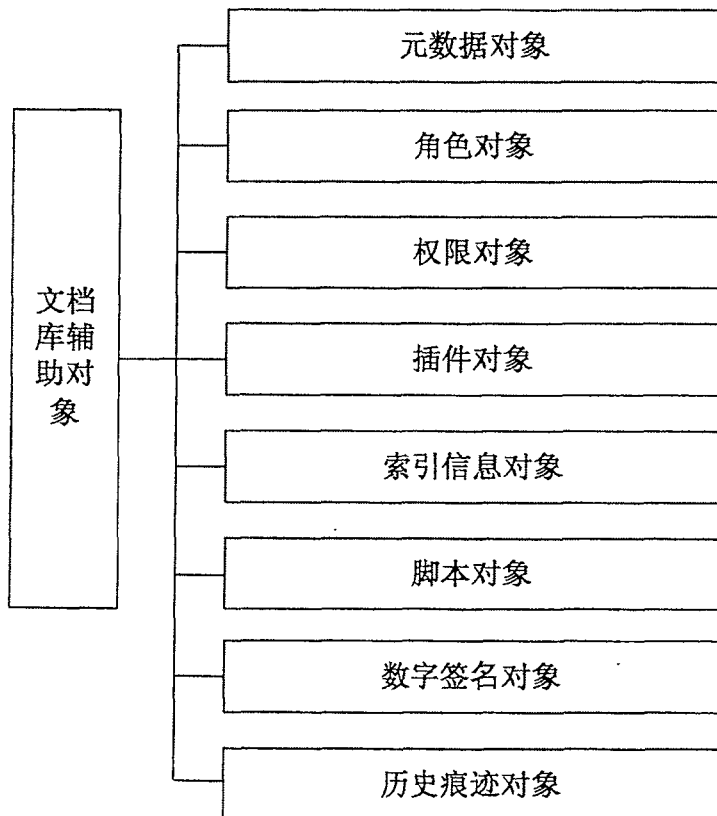 元数据对象
角色对象
权限对象
文档
库辅
助对
象
插件对象
索引信息对象
脚本对象
数字签名对象
历史痕迹对象